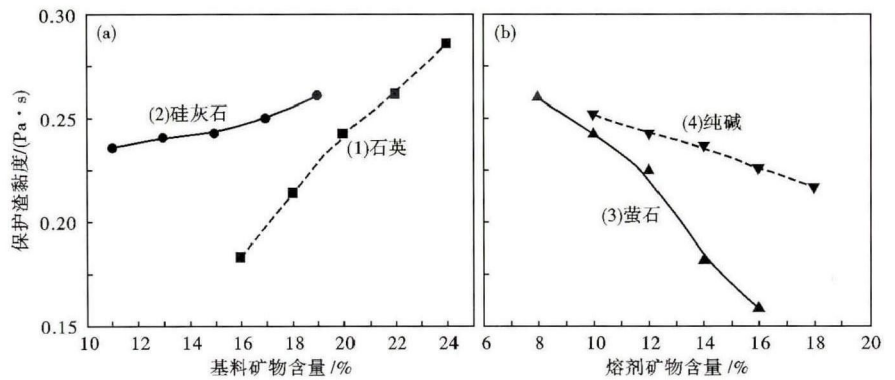 (a)
(2)硅灰石
(1)石英
保护渣黏度/(Pa·s)
0.30
0.25
0.20
0.15
10 12 14 16 18 20 22 24
基料矿物含量/%
(b)
(4)纯碱
(3)萤石
6 8 10 12 14 16 18 20
熔剂矿物含量/%